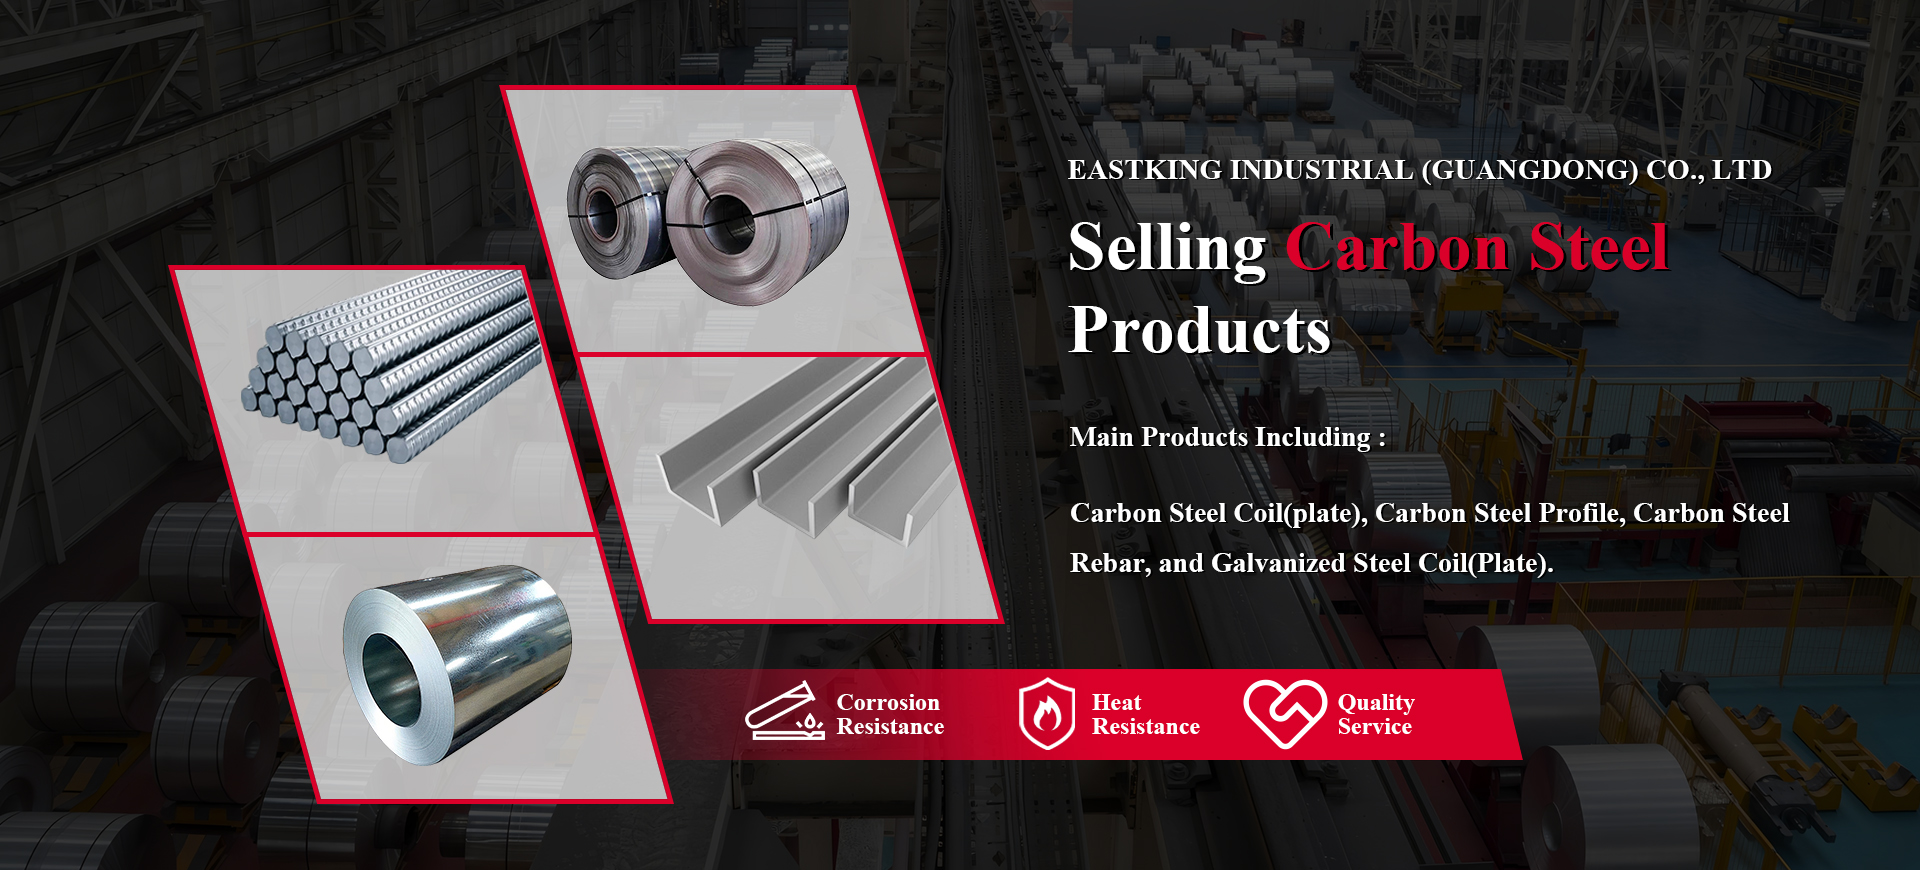 EASTKING INDUSTRIAL (GUANGDONG) CO., LTD
Selling Carbon Steel
Products
Main Products Including :
Carbon Steel Coil(plate), Carbon Steel Profile, Carbon Steel
Rebar, and Galvanized Steel Coil(Plate).
Corrosion
Resistance
Heat
Resistance
Quality
Service